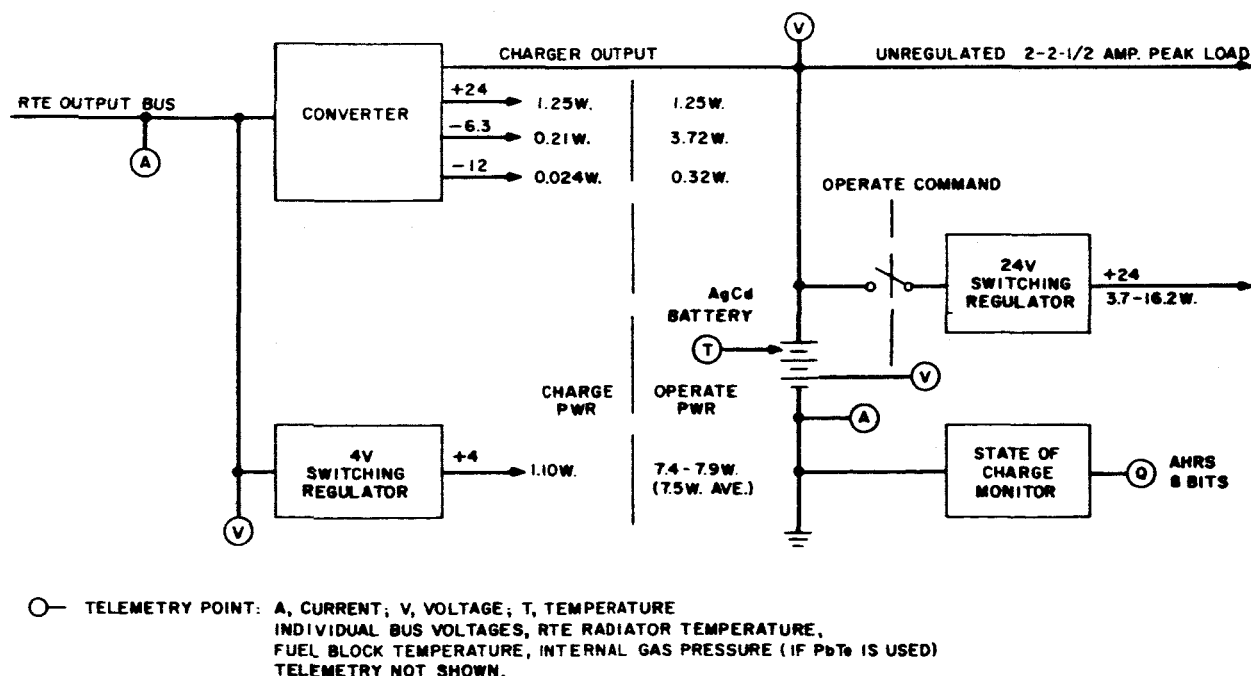 V
CHARGER OUTPUT
UNREGULATED 2-2-1/2 AMP. PEAK LOAD
RTE OUTPUT BUS
CONVERTER
+24
1.25W.
1.25W.
-6.3
0.21W.
3.72W.
A
-12
0.024W.
0.32W.
OPERATE COMMAND
24V
SWITCHING
REGULATOR
+24
3.7-16.2W.
AgCd
BATTERY
T
V
CHARGE
PWR
OPERATE
PWR
A
4V
SWITCHING
REGULATOR
+4
1.10W.
7.4-7.9W.
(7.5W. AVE.)
STATE OF
CHARGE
MONITOR
Q
AHRS
8 BITS
V
TELEMETRY POINT: A, CURRENT; V, VOLTAGE; T, TEMPERATURE
INDIVIDUAL BUS VOLTAGES, RTE RADIATOR TEMPERATURE,
FUEL BLOCK TEMPERATURE, INTERNAL GAS PRESSURE (IF PbTe IS USED)
TELEMETRY NOT SHOWN.